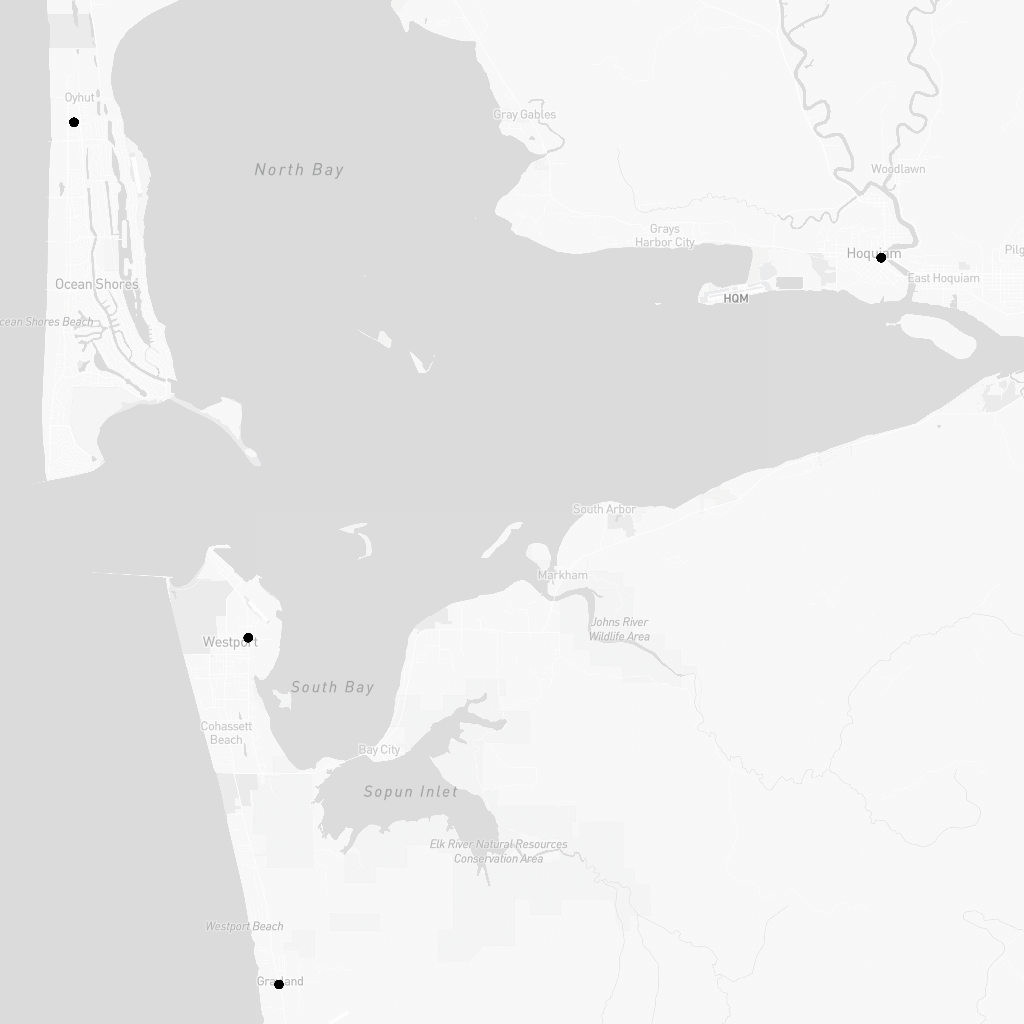 Oyhut
Gray Gables
North Bay
Woodlawn
Grays
Harbor City
Hoquiam
Pilg
East Hoquiam
Ocean Shores
HQM
cean Shores Beach
South Arbor
Markham
Johns River
Wildlife Area
Westport
South Bay
Cohassett
Beach
Bay City
Sopun Inlet
Elk River Natural Resources
Conservation Area
Westport Beach
Grayland